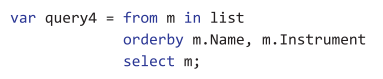 var query4 = from m in list
orderby m.Name, m.Instrument
select m;